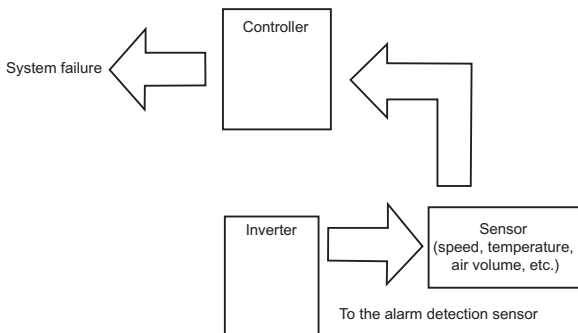 Controller
System failure
Inverter
Sensor
(speed, temperature,
air volume, etc.)
To the alarm detection sensor